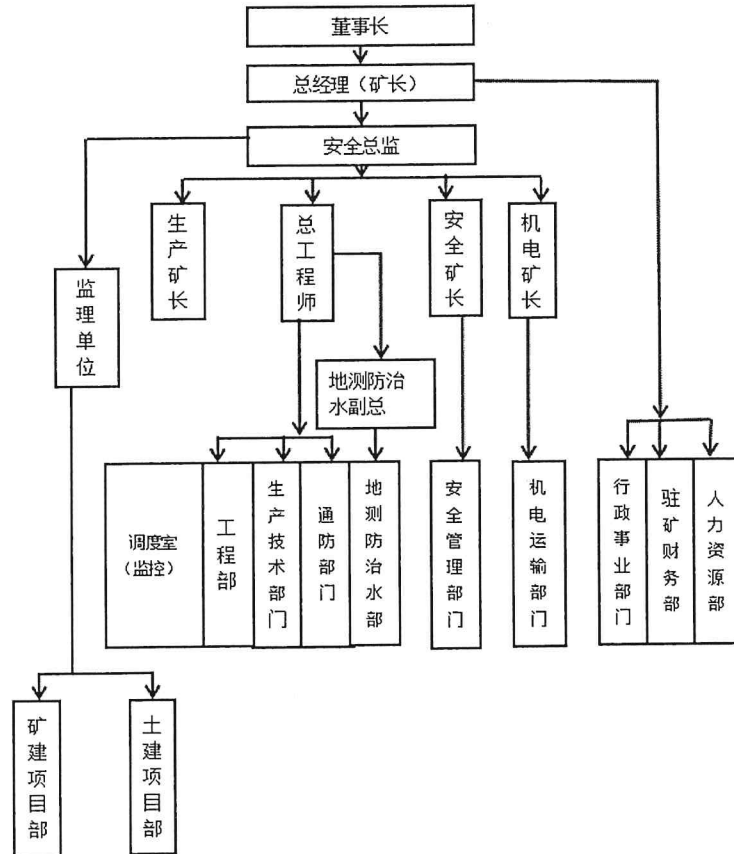 董事长
总经理（矿长）
安全总监
生产矿长
总工程师
安全矿长
机电矿长
监理单位
地测防治
水副总
调度室
（监控）
工程部
生产技术部门
通防部门
地测防治水部
安全管理部门
机电运输部门
行政事业部门
驻矿财务部
人力资源部
矿建项目部
土建项目部